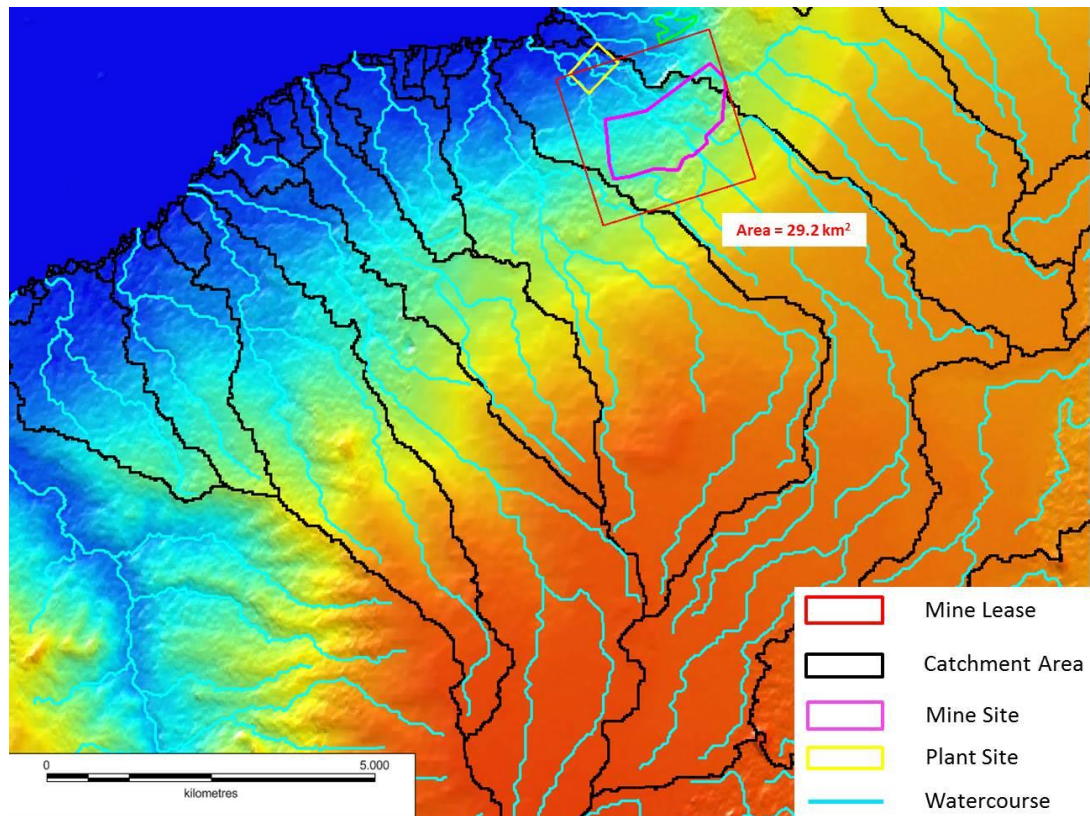 Area = 29.2 km²
Mine Lease
Catchment Area
Mine Site
Plant Site
Watercourse
0 5.000
kilometres